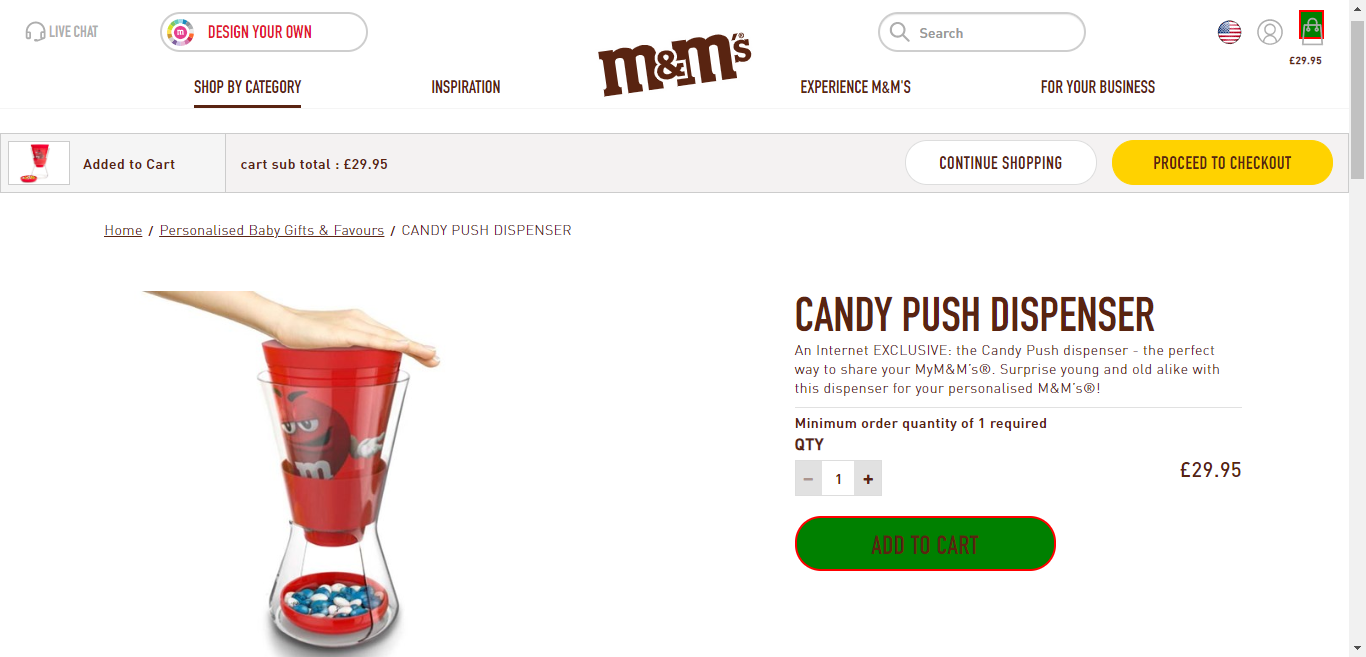 LIVE CHAT
m
DESIGN YOUR OWN
m&m's®
Search
£29.95
SHOP BY CATEGORY
INSPIRATION
EXPERIENCE M&M'S
FOR YOUR BUSINESS
Added to Cart
cart sub total : £29.95
CONTINUE SHOPPING
PROCEED TO CHECKOUT
Home / Personalised Baby Gifts & Favours / CANDY PUSH DISPENSER
CANDY PUSH DISPENSER
An Internet EXCLUSIVE: the Candy Push dispenser - the perfect
way to share your MyM&M's®. Surprise young and old alike with
this dispenser for your personalised M&M's®!
Minimum order quantity of 1 required
QTY
− 1 +
£29.95
ADD TO CART
m